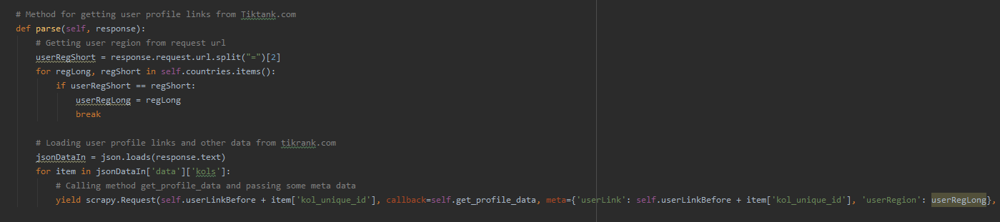 # Method for getting user profile links from Tiktank.com
def parse(self, response):
# Getting user region from request url
userRegShort = response.request.url.split("=")[2]
for regLong, regShort in self.countries.items():
if userRegShort == regShort:
userRegLong = regLong
break
# Loading user profile links and other data from tikrank.com
jsonDataIn = json.loads(response.text)
for item in jsonDataIn['data']['kols']:
# Calling method get_profile_data and passing some meta data
yield scrapy.Request(self.userLinkBefore + item['kol_unique_id'], callback=self.get_profile_data, meta={'userLink': self.userLinkBefore + item['kol_unique_id'], 'userRegion': userRegLong},